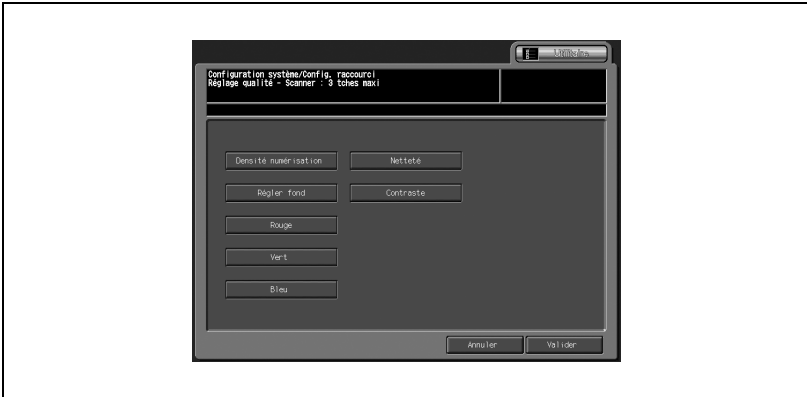 Configuration système/Config. raccourci
Réglage qualité - Scanner : 3 tches maxi
Densité numérisation
Netteté
Régler fond
Contraste
Rouge
Vert
Bleu
Annuler
Valider